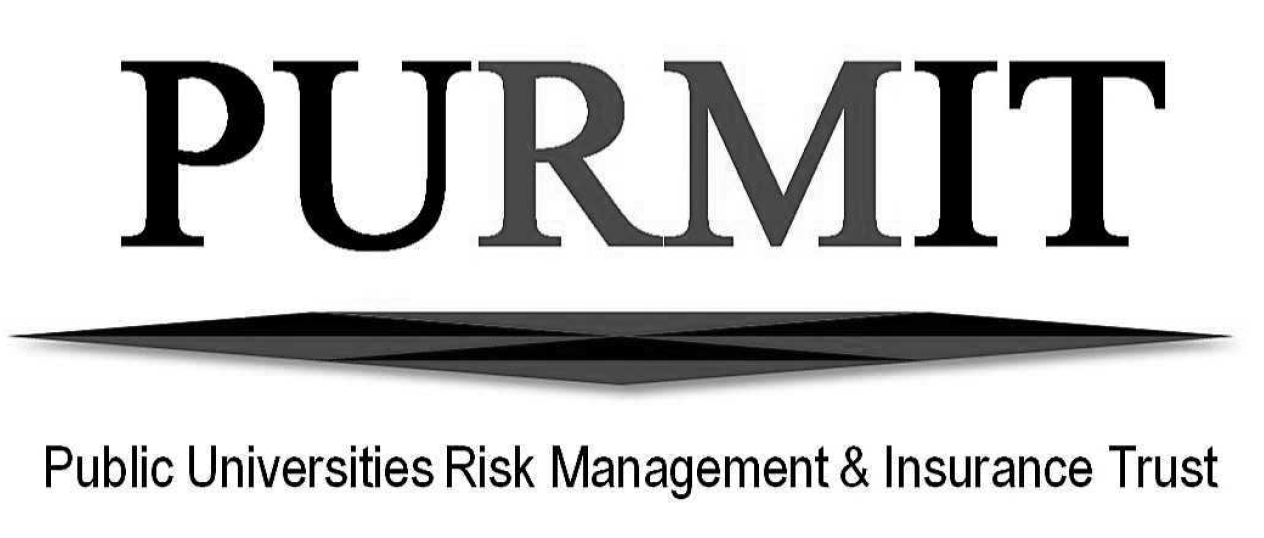 PURMIT
Public Universities Risk Management & Insurance Trust